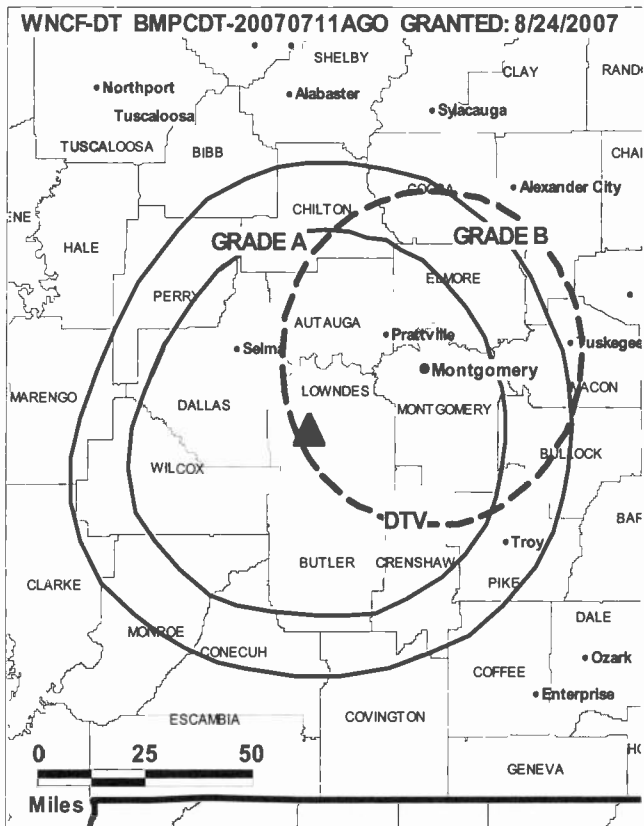 WNCF-DT BMPCDT-20070711AGO GRANTED: 8/24/2007
SHELBY
CLAY
Northport
Alabaster
Tuscaloosa
Sylacauga
TUSCALOOSA
BIBB
Alexander City
COOSA
CHILTON
GRADE A
GRADE B
HALE
ELMORE
PERRY
AUTAUGA
Prattville
Selma
Tuskegee
Montgomery
LOWNDES
MACON
MARENGO
DALLAS
MONTGOMERY
BULLOCK
WILCOX
DTV
Troy
BUTLER
CRENSHAW
CLARKE
PIKE
DALE
MONROE
CONECUH
Ozark
COFFEE
Enterprise
ESCAMBIA
COVINGTON
0 25 50
GENEVA
Miles